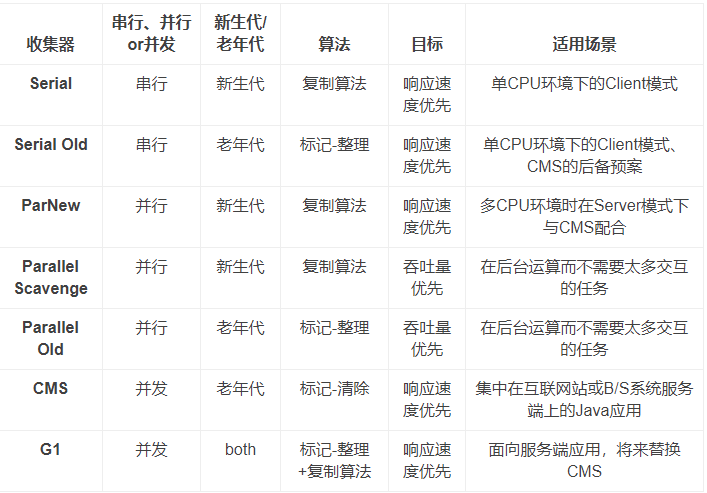 收集器 串行、并行or并发 新生代/老年代 算法 目标 适用场景
Serial 串行 新生代 复制算法 响应速度优先 单CPU环境下的Client模式
Serial Old 串行 老年代 标记-整理 响应速度优先 单CPU环境下的Client模式、CMS的后备预案
ParNew 并行 新生代 复制算法 响应速度优先 多CPU环境时在Server模式下与CMS配合
Parallel Scavenge 并行 新生代 复制算法 吞吐量优先 在后台运算而不需要太多交互的任务
Parallel Old 并行 老年代 标记-整理 吞吐量优先 在后台运算而不需要太多交互的任务
CMS 并发 老年代 标记-清除 响应速度优先 集中在互联网站或B/S系统服务端上的Java应用
G1 并发 both 标记-整理+复制算法 响应速度优先 面向服务端应用，将来替换CMS